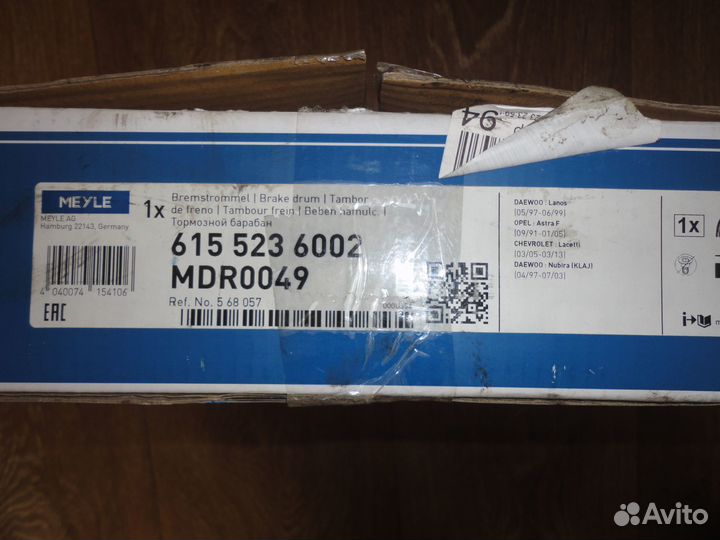 94
MEYLE
MEYLE AG
Hamburg 22143, Germany
4 040074 154106
EAC
1x
Bremstrommel | Brake drum | Tambor
de freno | Tambour frein | Beben hamulc. |
Тормозной барабан
615 523 6002
MDR0049
Ref. No. 5 68 057
DAEWOO : Lanos
(05/97-06/99)
OPEL : Astra F
(09/91-01/05)
CHEVROLET : Lacetti
(03/05-03/13)
DAEWOO : Nubira (KLAJ)
(04/97-07/03)
1x
Avito